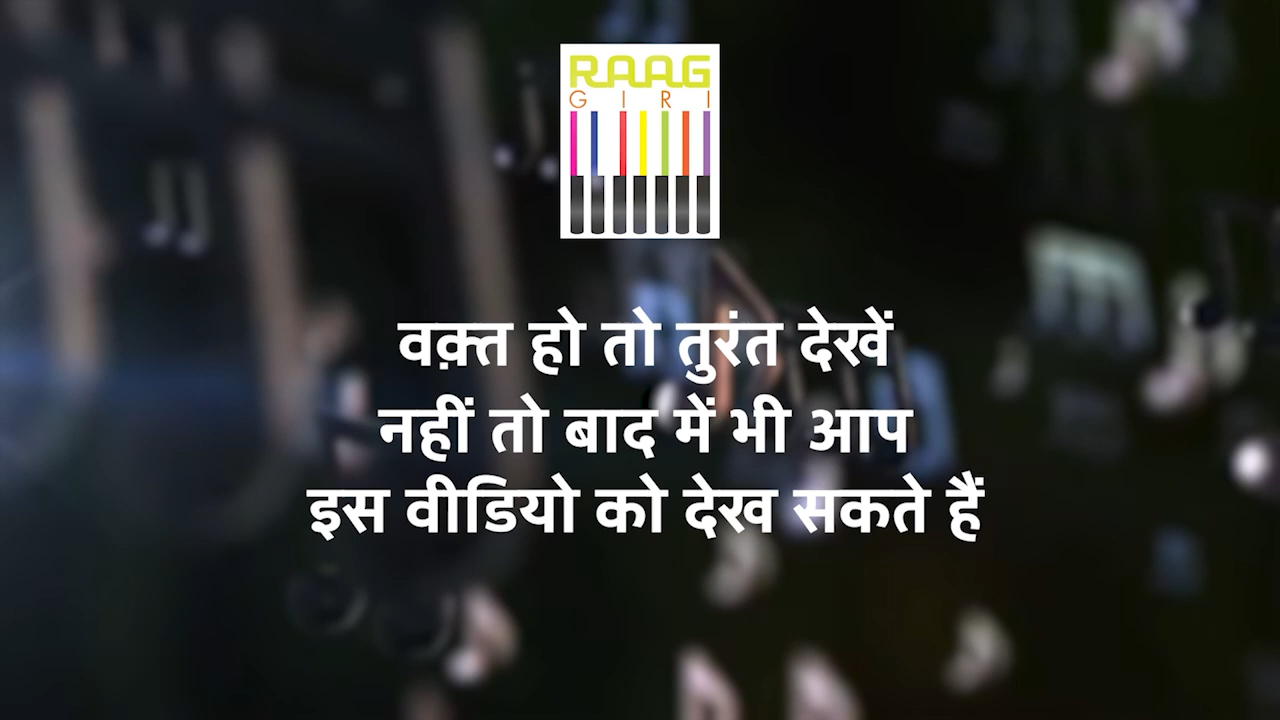 RAAG
GIRI
वक़्त हो तो तुरंत देखें
नहीं तो बाद में भी आप
इस वीडियो को देख सकते हैं